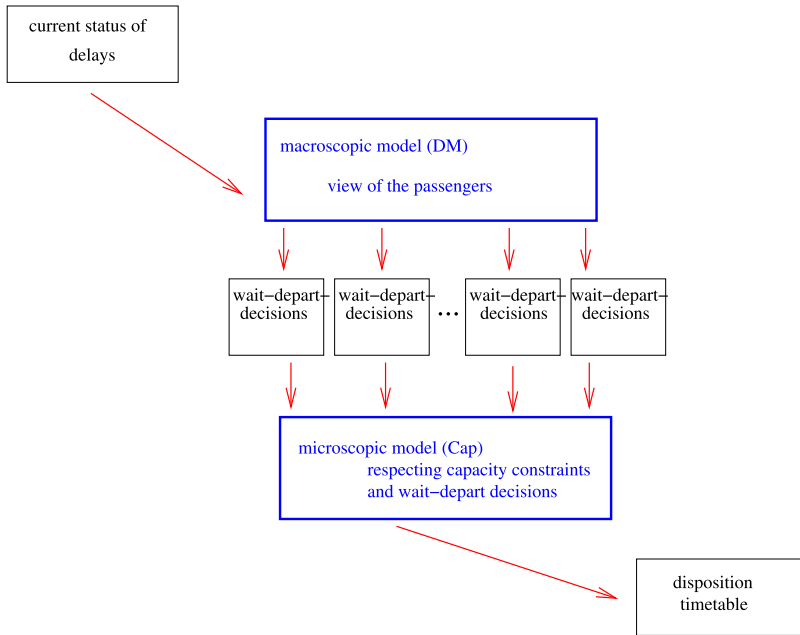 current status of
delays
macroscopic model (DM)
view of the passengers
wait−depart− wait−depart− wait−depart− wait−depart−
decisions decisions ... decisions decisions
microscopic model (Cap)
respecting capacity constraints
and wait−depart decisions
disposition
timetable